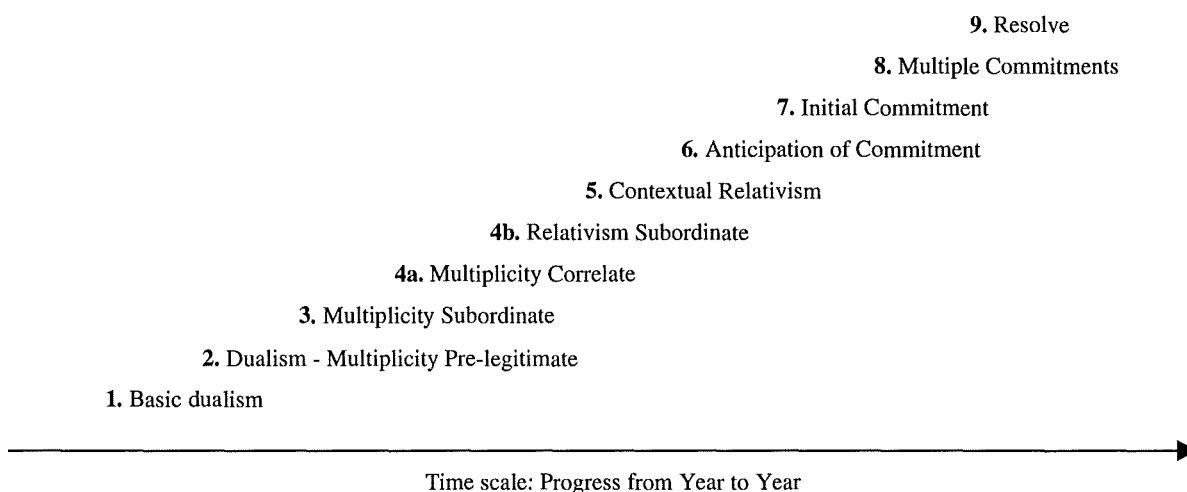 9. Resolve
8. Multiple Commitments
7. Initial Commitment
6. Anticipation of Commitment
5. Contextual Relativism
4b. Relativism Subordinate
4a. Multiplicity Correlate
3. Multiplicity Subordinate
2. Dualism - Multiplicity Pre-legitimate
1. Basic dualism
Time scale: Progress from Year to Year